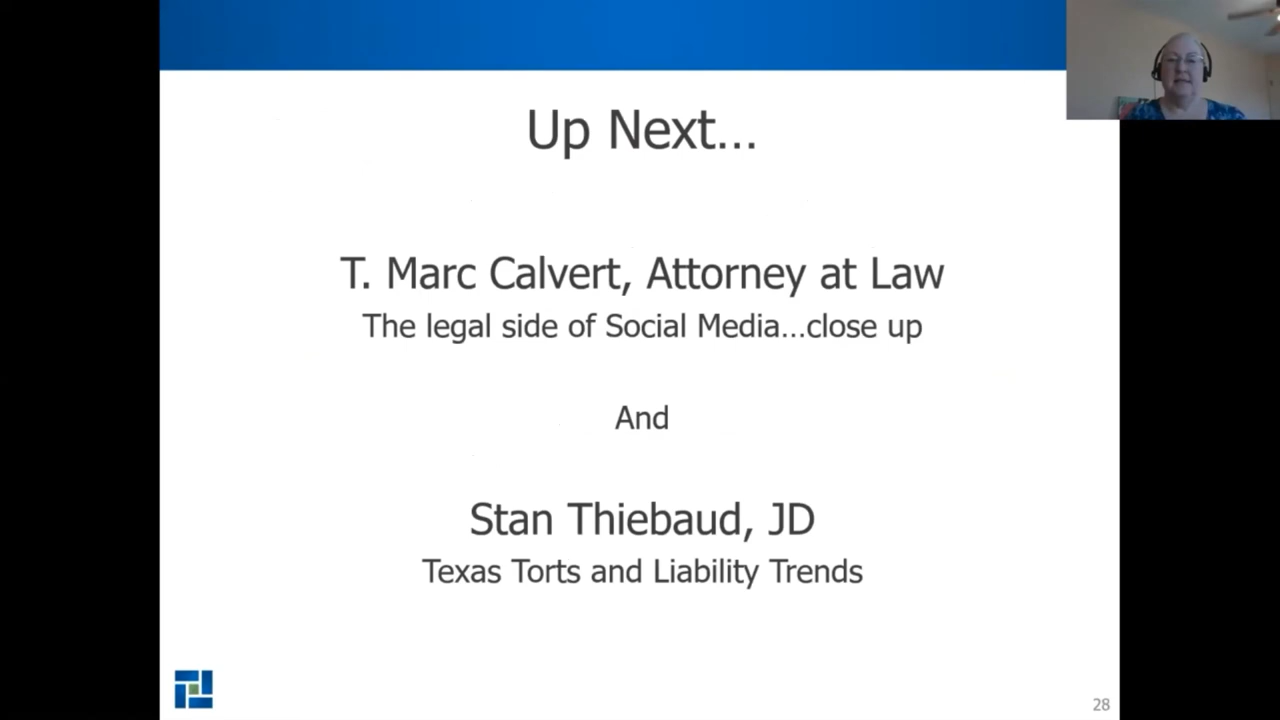 Up Next...
T. Marc Calvert, Attorney at Law
The legal side of Social Media...close up
And
Stan Thiebaud, JD
Texas Torts and Liability Trends
28